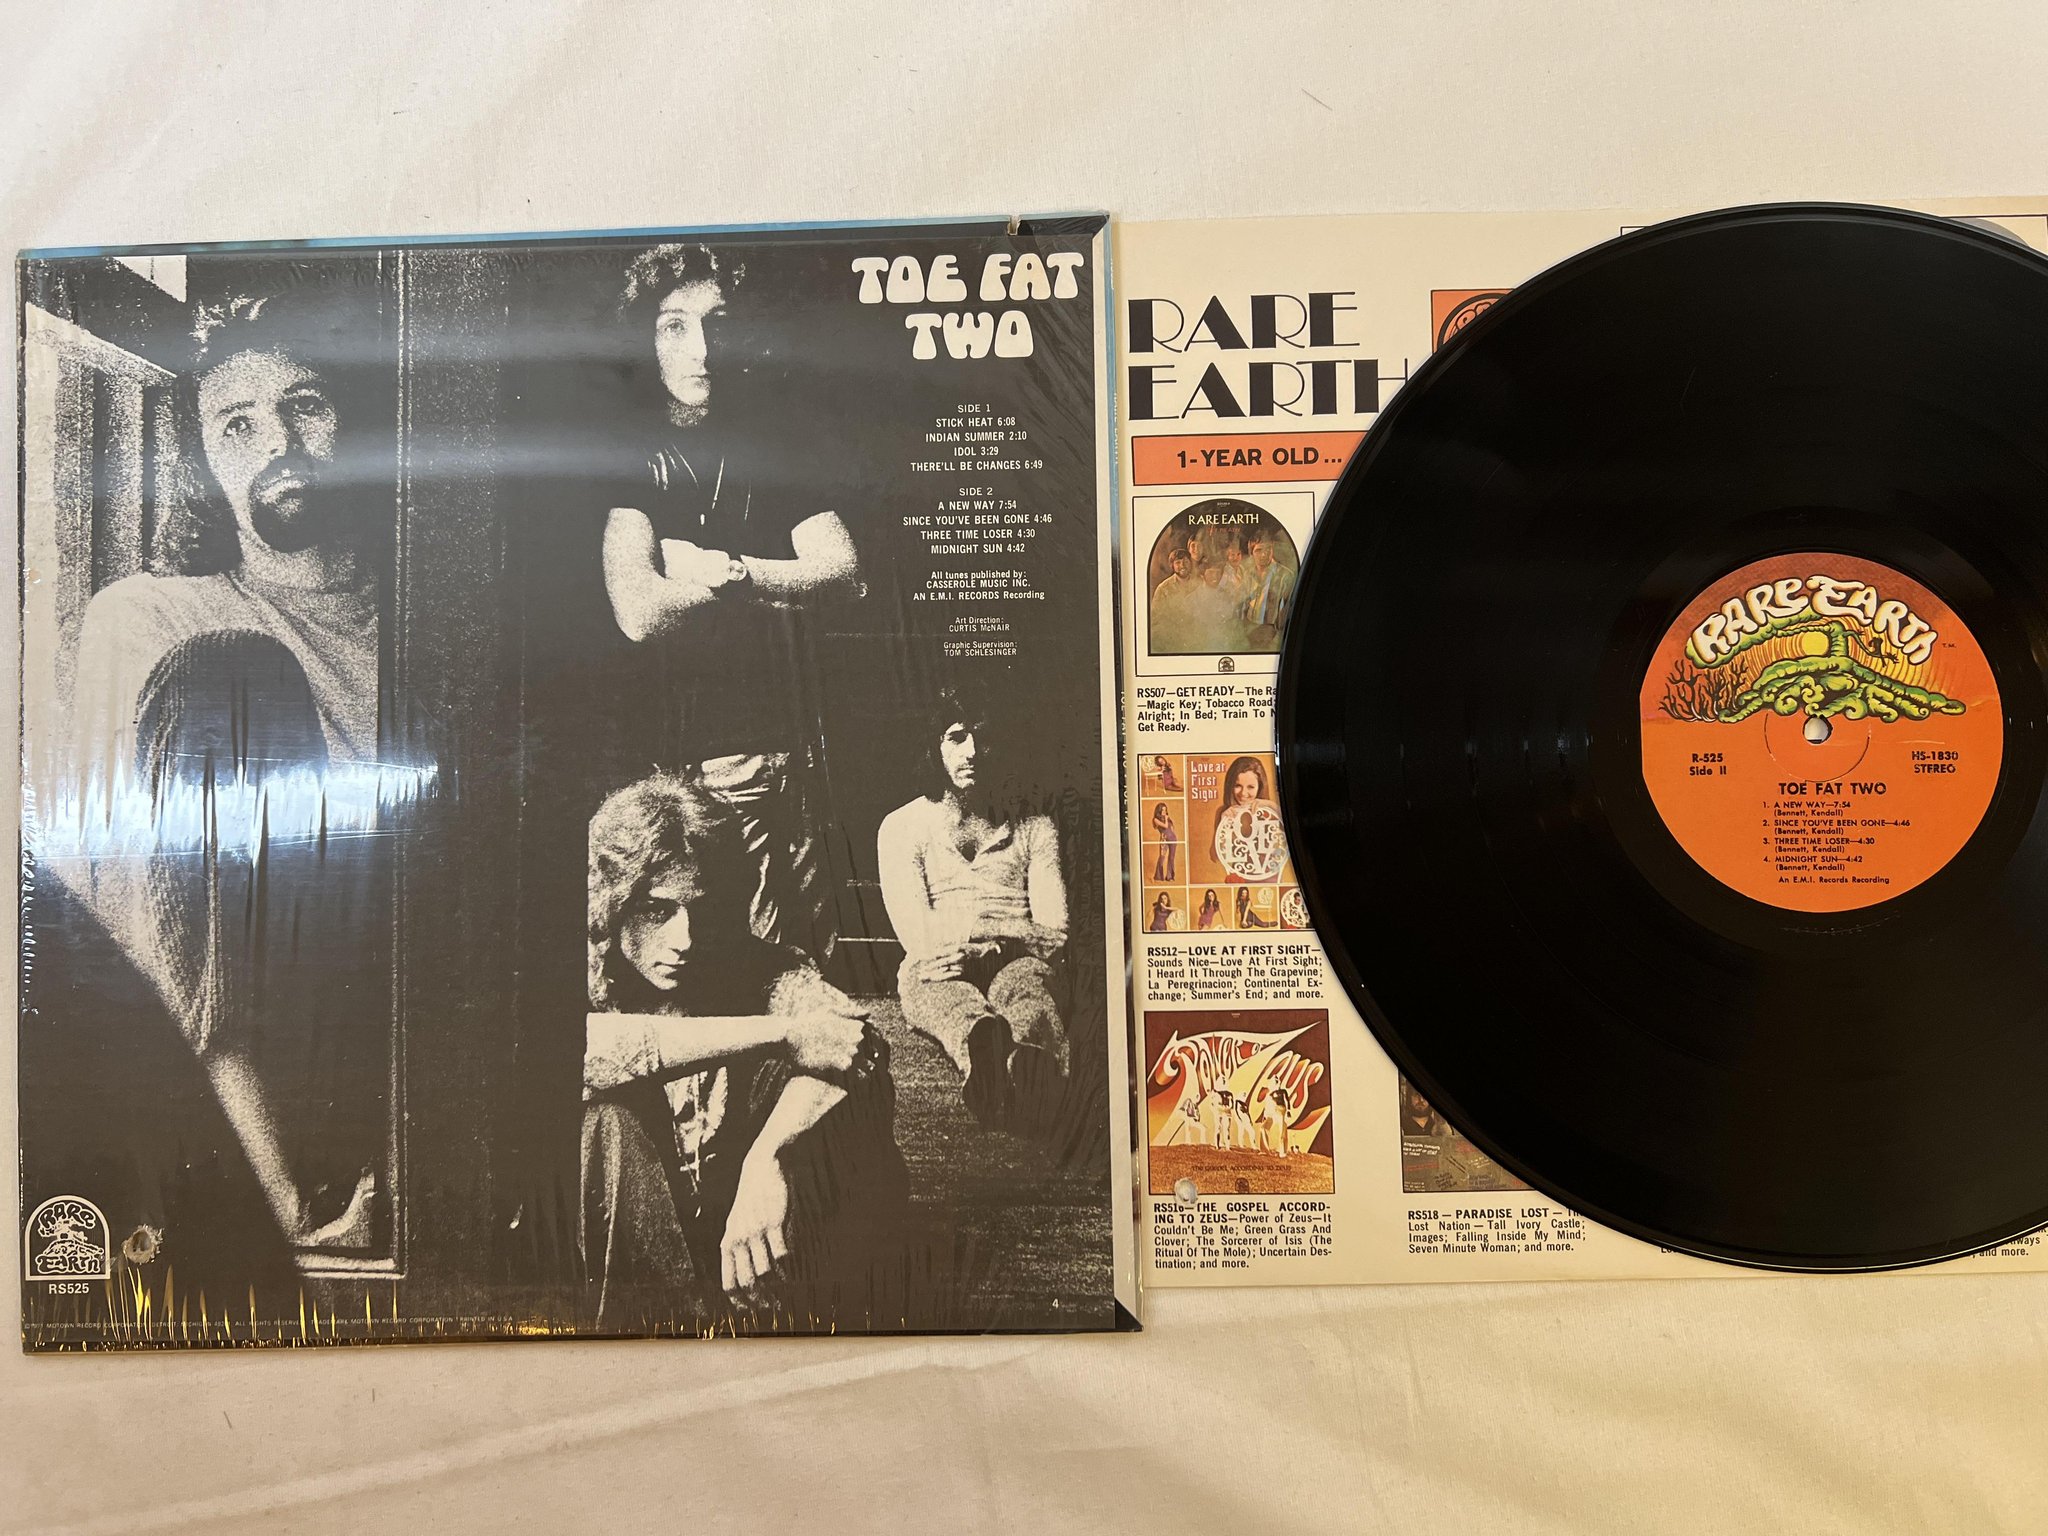 TOE FAT
TWO
SIDE 1
STICK HEAT 6:08
INDIAN SUMMER 2:10
IDOL 3:29
THERE'LL BE CHANGES 6:49
SIDE 2
A NEW WAY 7:54
SINCE YOU'VE BEEN GONE 4:46
THREE TIME LOSER 4:30
MIDNIGHT SUN 4:42
All tunes published by:
CASSEROLE MUSIC INC.
AN E.M.I. RECORDS Recording
Art Direction:
CURTIS McNAIR
Graphic Supervision:
TOM SCHLESINGER
RARE
EARTH
RS525
4
RARE
EARTH
1-YEAR OLD...
RARE EARTH
RS507—GET READY—The
—Magic Key; Tobacco Road;
Alright; In Bed; Train To
Get Ready.
Love at
First
Sight
RS512—LOVE AT FIRST SIGHT—
Sounds Nice—Love At First Sight;
I Heard It Through The Grapevine;
La Peregrinacion; Continental Ex-
change; Summer's End; and more.
POWER OF
ZEUS
THE GOSPEL ACCORDING TO ZEUS
RS516—THE GOSPEL ACCORD-
ING TO ZEUS—Power of Zeus—It
Couldn't Be Me; Green Grass And
Clover; The Sorcerer of Isis (The
Ritual Of The Mole); Uncertain Des-
tination; and more.
RS518—PARADISE LOST—
Lost Nation—Tall Ivory Castle;
Images; Falling Inside My Mind;
Seven Minute Woman; and more.
and more.
RARE EARTH
T.M.
R-525
Side II
HS-1830
STEREO
TOE FAT TWO
1. A NEW WAY—7:54
(Bennett, Kendall)
2. SINCE YOU'VE BEEN GONE—4:46
(Bennett, Kendall)
3. THREE TIME LOSER—4:30
(Bennett, Kendall)
4. MIDNIGHT SUN—4:42
(Bennett, Kendall)
An E.M.I. Records Recording